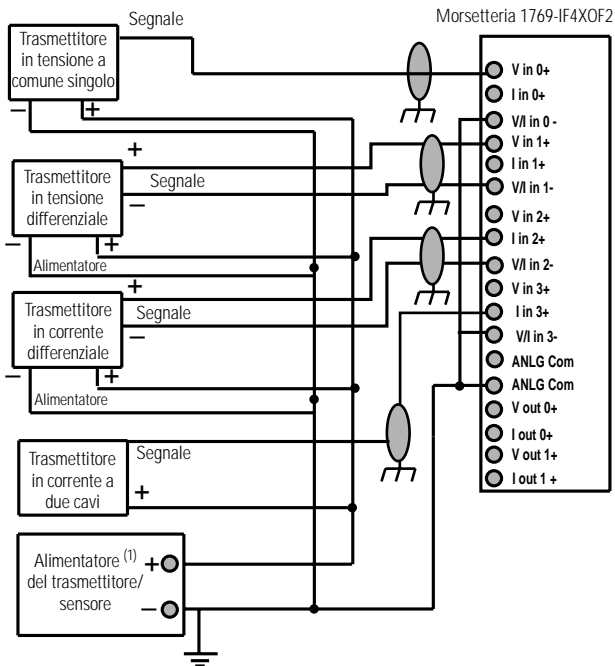 Segnale
Morsetteria 1769-IF4XOF2
Trasmettitore
in tensione a
comune singolo
− +
V in 0+
I in 0+
V/I in 0 -
V in 1+
I in 1+
V/I in 1-
V in 2+
I in 2+
V/I in 2-
V in 3+
I in 3+
V/I in 3-
ANLG Com
ANLG Com
V out 0+
I out 0+
V out 1+
I out 1 +
+
Trasmettitore
in tensione
differenziale
Segnale
−
− +
Alimentatore
+
Trasmettitore
in corrente
differenziale
Segnale
−
− +
Alimentatore
Trasmettitore
in corrente a
due cavi
Segnale
+
Alimentatore (1)
del trasmettitore/
sensore
+
−